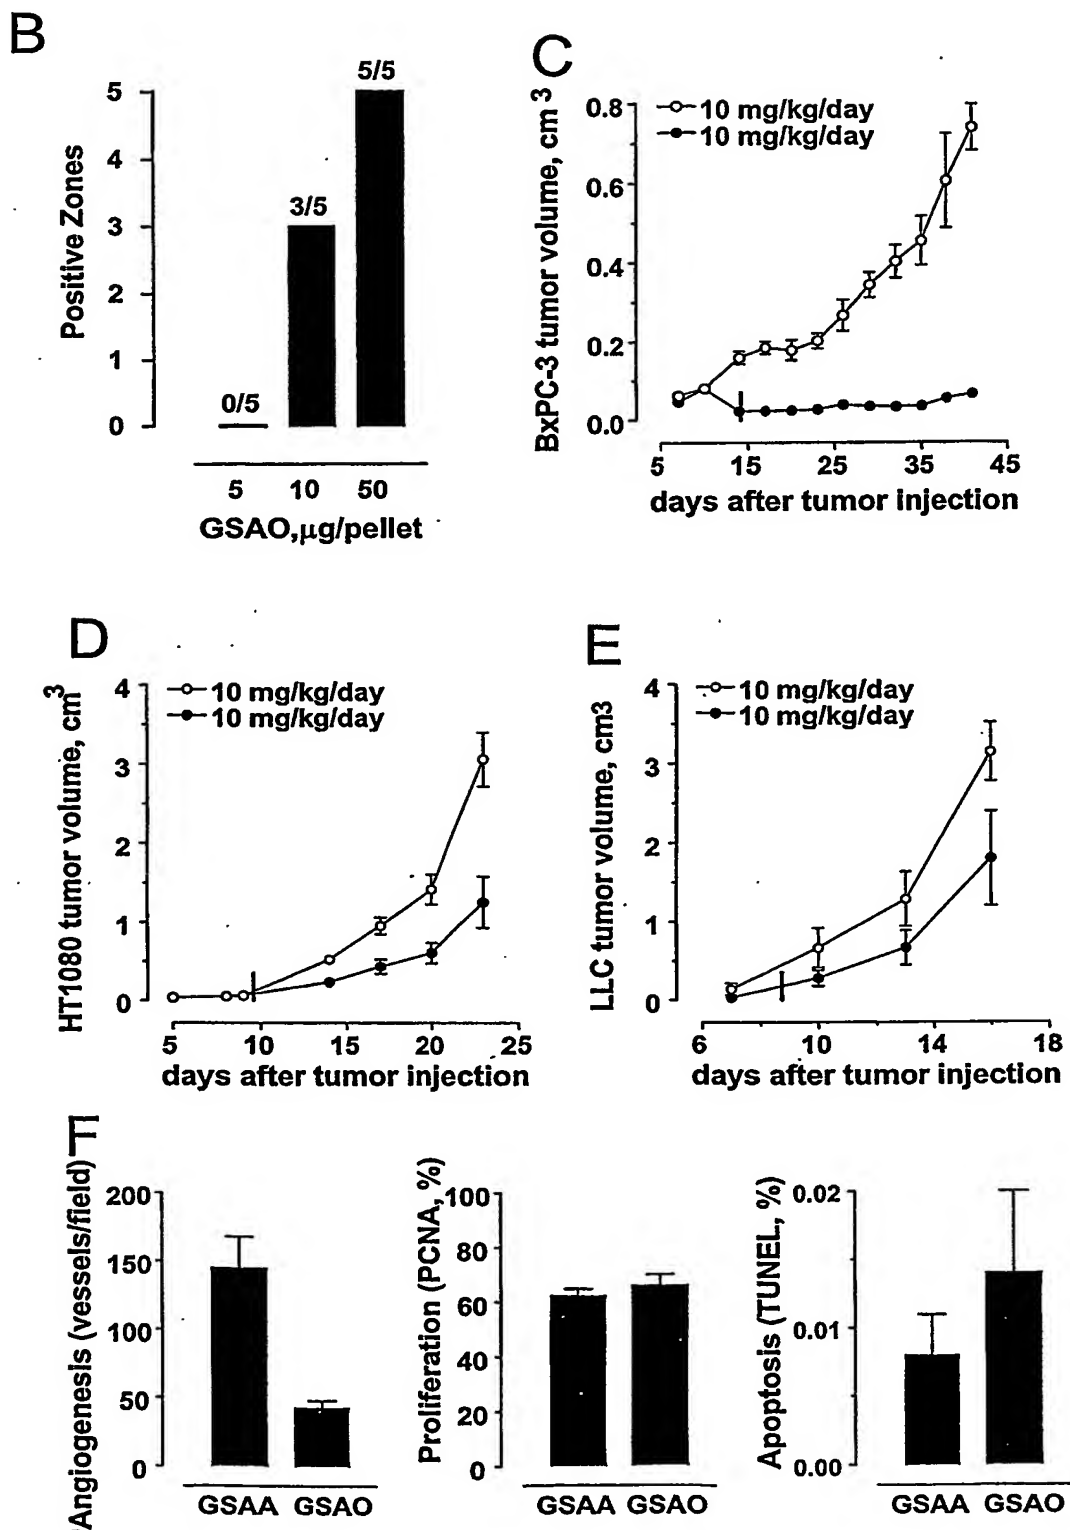 B
5/5
5
4
3/5
3
2
1
0/5
0
Positive Zones
5 10 50
GSAO,µg/pellet
C
0.8
10 mg/kg/day
10 mg/kg/day
0.6
0.4
0.2
0.0
BxPC-3 tumor volume, cm 3
5 15 25 35 45
days after tumor injection
D
4
10 mg/kg/day
10 mg/kg/day
3
2
1
0
HT1080 tumor volume, cm3
5 10 15 20 25
days after tumor injection
E
4
10 mg/kg/day
10 mg/kg/day
3
2
1
0
LLC tumor volume, cm3
6 10 14 18
days after tumor injection
F
200
150
100
50
0
Angiogenesis (vessels/field)
GSAA GSAO
100
80
60
40
20
0
Proliferation (PCNA, %)
GSAA GSAO
0.02
0.01
0.00
Apoptosis (TUNEL, %)
GSAA GSAO